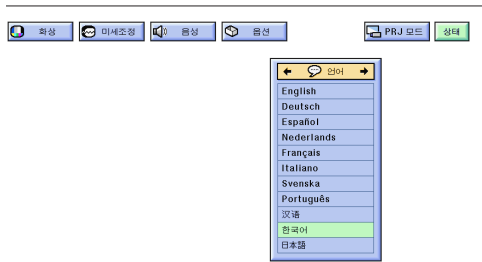 화상 미세조정 음성 옵션 PRJ 모드 상태
언어
English
Deutsch
Español
Nederlands
Français
Italiano
Svenska
Português
汉语
한국어
日本語